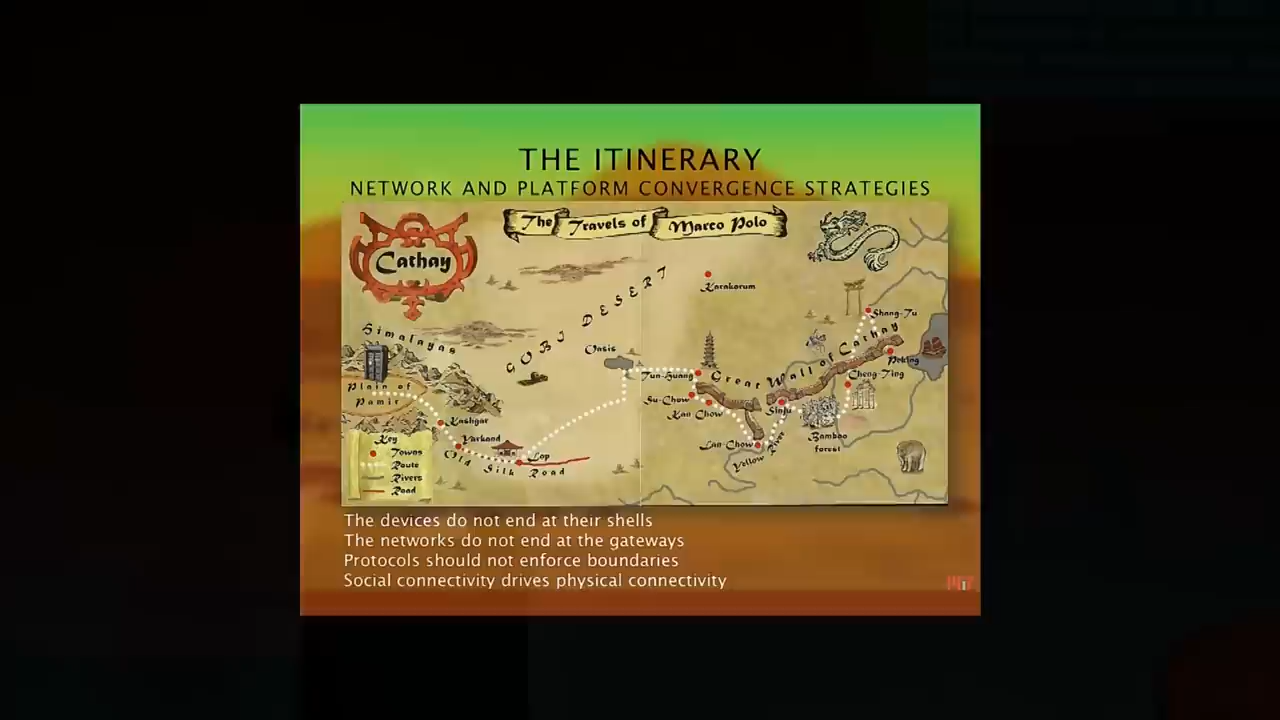 THE ITINERARY
NETWORK AND PLATFORM CONVERGENCE STRATEGIES
The Travels of Marco Polo
Cathay
Karakorum
GOBI DESERT
Shang-Tu
Himalayas
Oasis
Great Wall of Cathay
Peking
Tun-Huang
Cheng-Ting
Plain of
Pamir
Su-Chow
Kan Chow
Sinju
Kashgar
Bamboo
forest
Key
Yarkand
Lan-Chow
Towns
Old Silk Road
Lop
Yellow River
Route
Rivers
Road
The devices do not end at their shells
The networks do not end at the gateways
Protocols should not enforce boundaries
Social connectivity drives physical connectivity
MIT